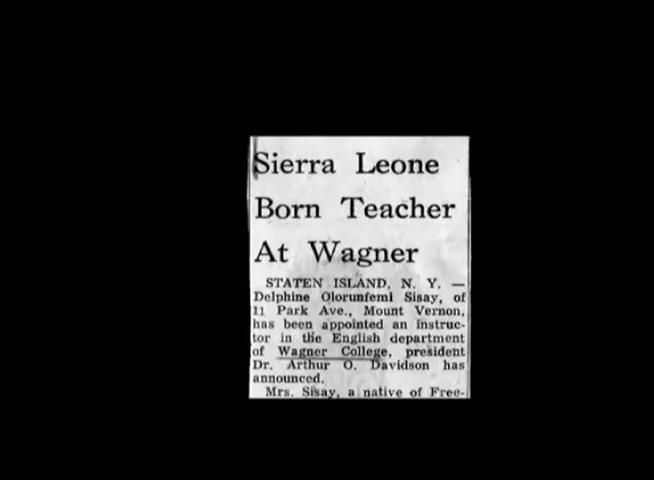 Sierra Leone
Born Teacher
At Wagner
STATEN ISLAND, N. Y. —
Delphine Olorunfemi Sisay, of
11 Park Ave., Mount Vernon,
has been appointed an instruc-
tor in the English department
of Wagner College, president
Dr. Arthur O. Davidson has
announced.
Mrs. Sisay, a native of Free-